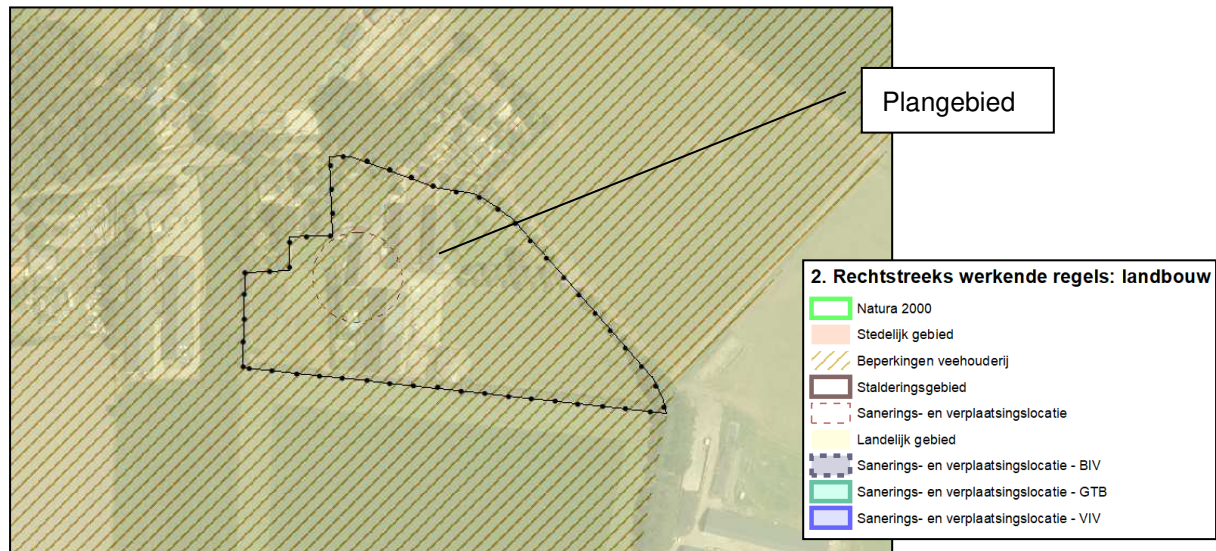 Plangebied
2. Rechtstreeks werkende regels: landbouw
Natura 2000
Stedelijk gebied
Beperkingen veehouderij
Stalderingsgebied
Sanerings- en verplaatsingslocatie
Landelijk gebied
Sanerings- en verplaatsingslocatie - BIV
Sanerings- en verplaatsingslocatie - GTB
Sanerings- en verplaatsingslocatie - VIV